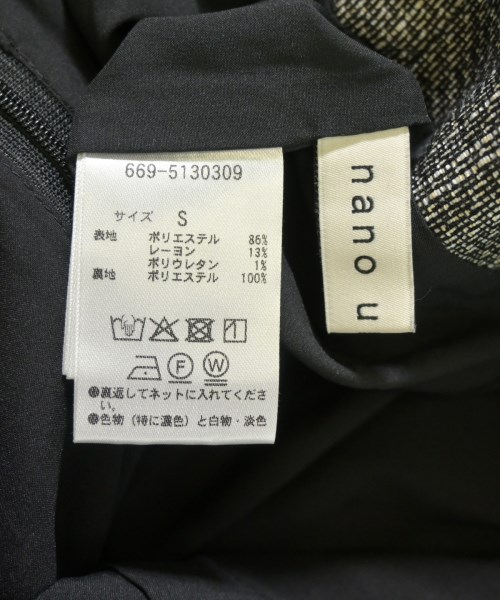 669-5130309
サイズ S
表地 ポリエステル 86%
レーヨン 13%
ポリウレタン 1%
裏地 ポリエステル 100%
F W
●裏返してネットに入れてくださ
い。
●色物（特に濃色）と白物・淡色
nano u